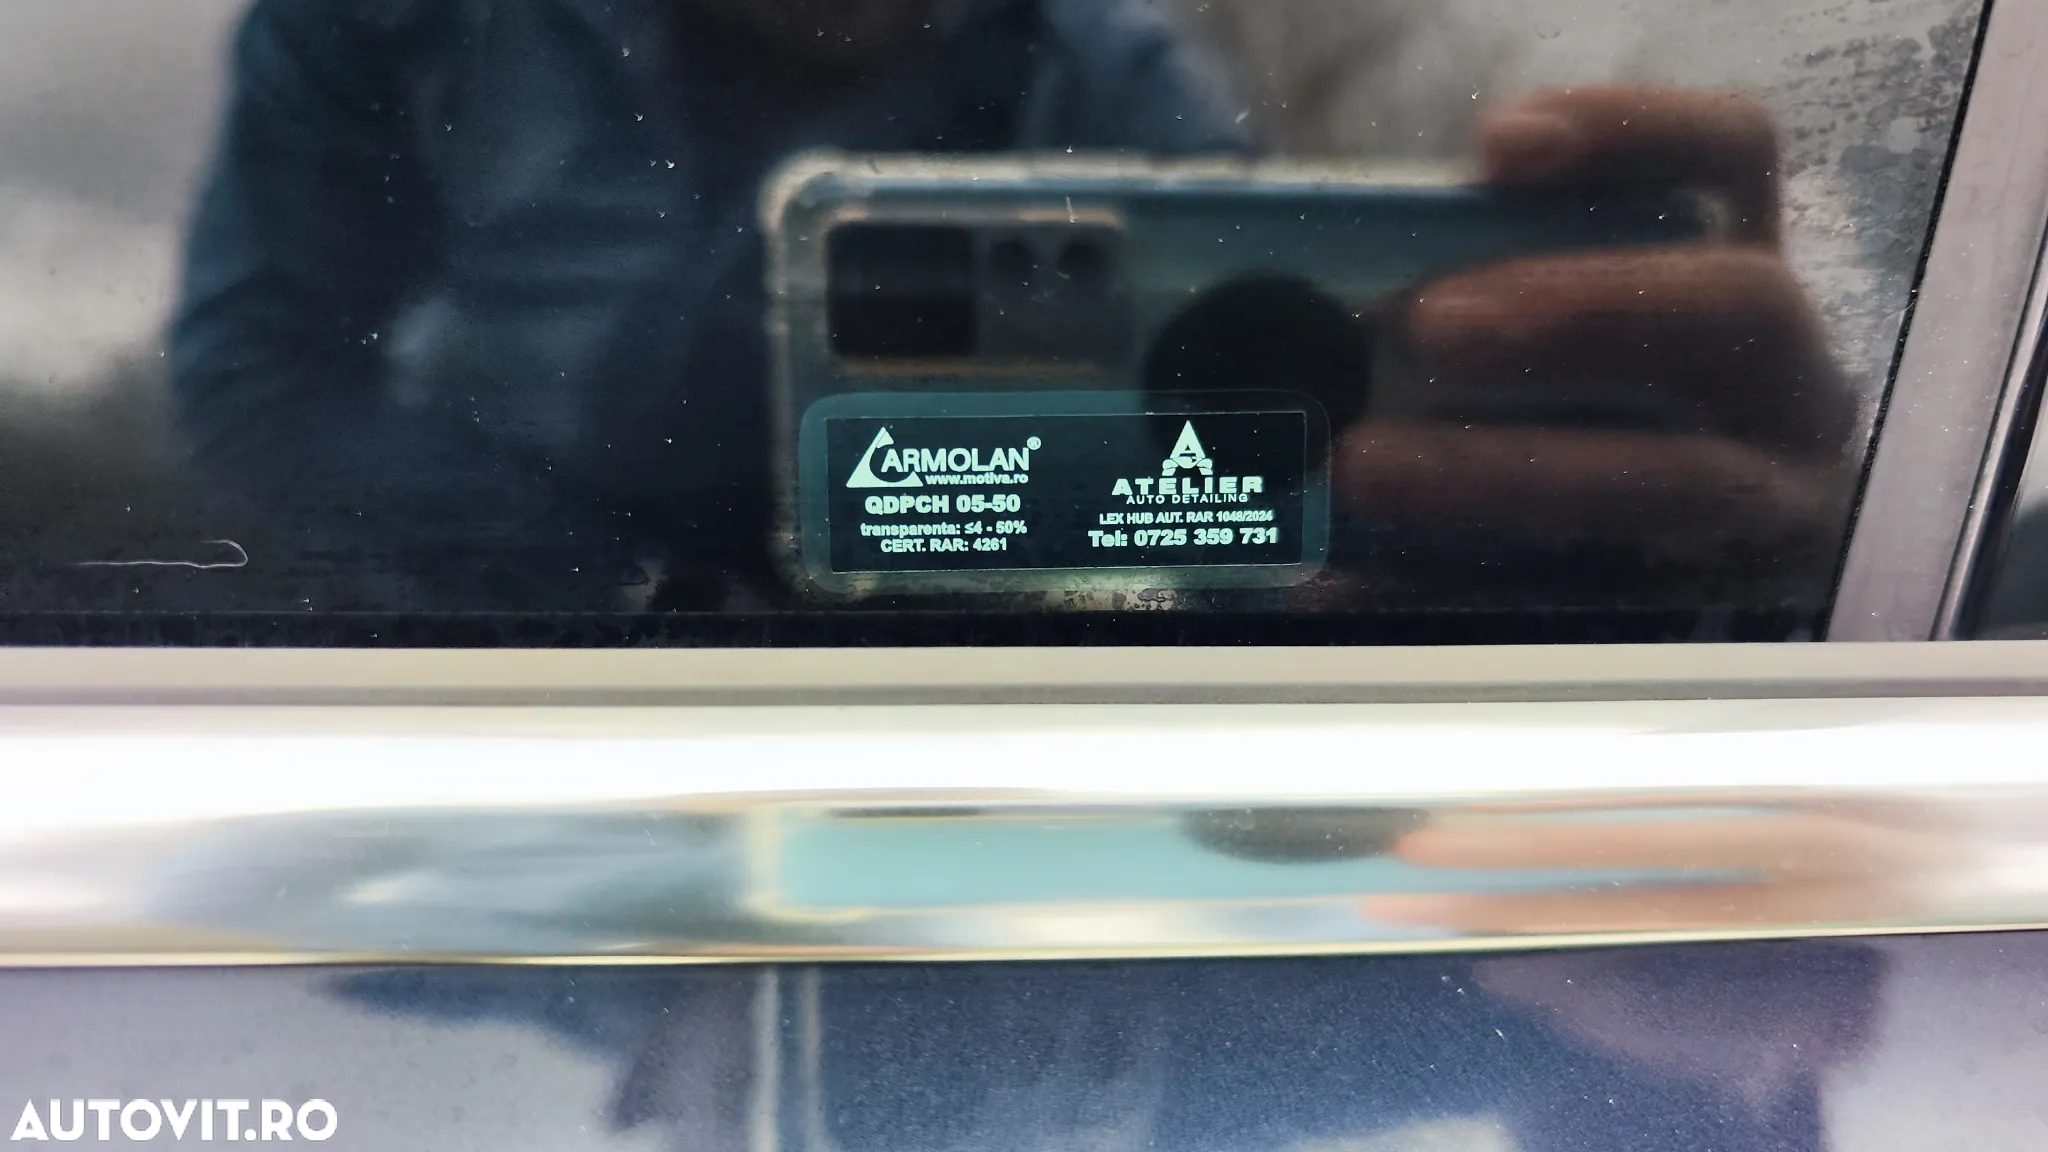 ARMOLAN®
www.motiva.ro
QDPCH 05-50
transparenta: ≤4 - 50%
CERT. RAR: 4261
ATELIER
AUTO DETAILING
LEX HUB AUT. RAR 1046/2024
Tel: 0725 359 731
AUTOVIT.RO